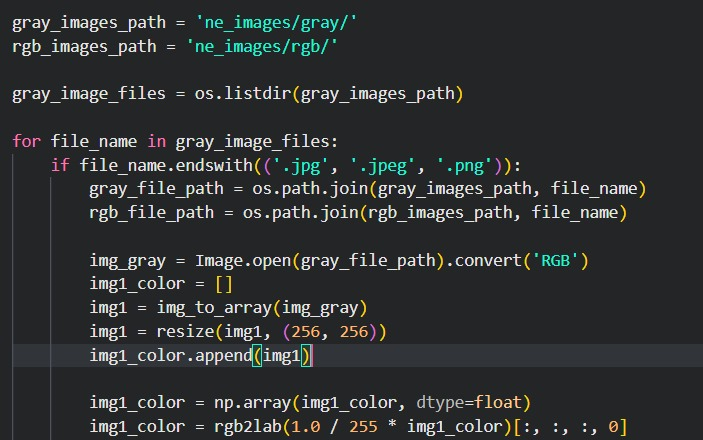 gray_images_path = 'ne_images/gray/'
rgb_images_path = 'ne_images/rgb/'

gray_image_files = os.listdir(gray_images_path)

for file_name in gray_image_files:
    if file_name.endswith(('.jpg', '.jpeg', '.png')):
        gray_file_path = os.path.join(gray_images_path, file_name)
        rgb_file_path = os.path.join(rgb_images_path, file_name)

        img_gray = Image.open(gray_file_path).convert('RGB')
        img1_color = []
        img1 = img_to_array(img_gray)
        img1 = resize(img1, (256, 256))
        img1_color.append(img1)

        img1_color = np.array(img1_color, dtype=float)
        img1_color = rgb2lab(1.0 / 255 * img1_color)[:, :, :, 0]